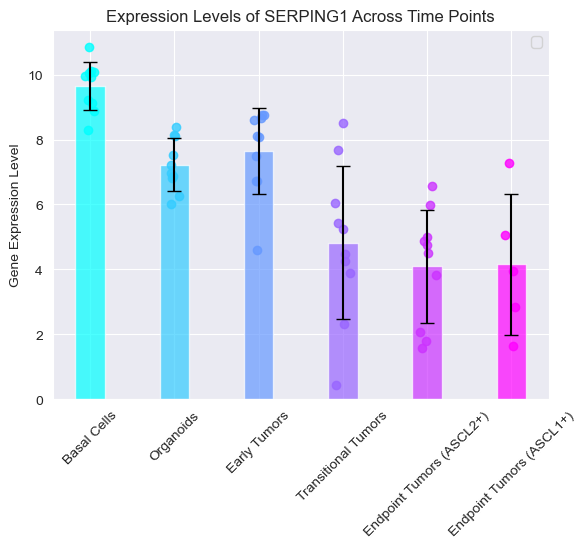 Expression Levels of SERPING1 Across Time Points
Gene Expression Level
10
8
6
4
2
0
Basal Cells
Organoids
Early Tumors
Transitional Tumors
Endpoint Tumors (ASCL2+)
Endpoint Tumors (ASCL1+)